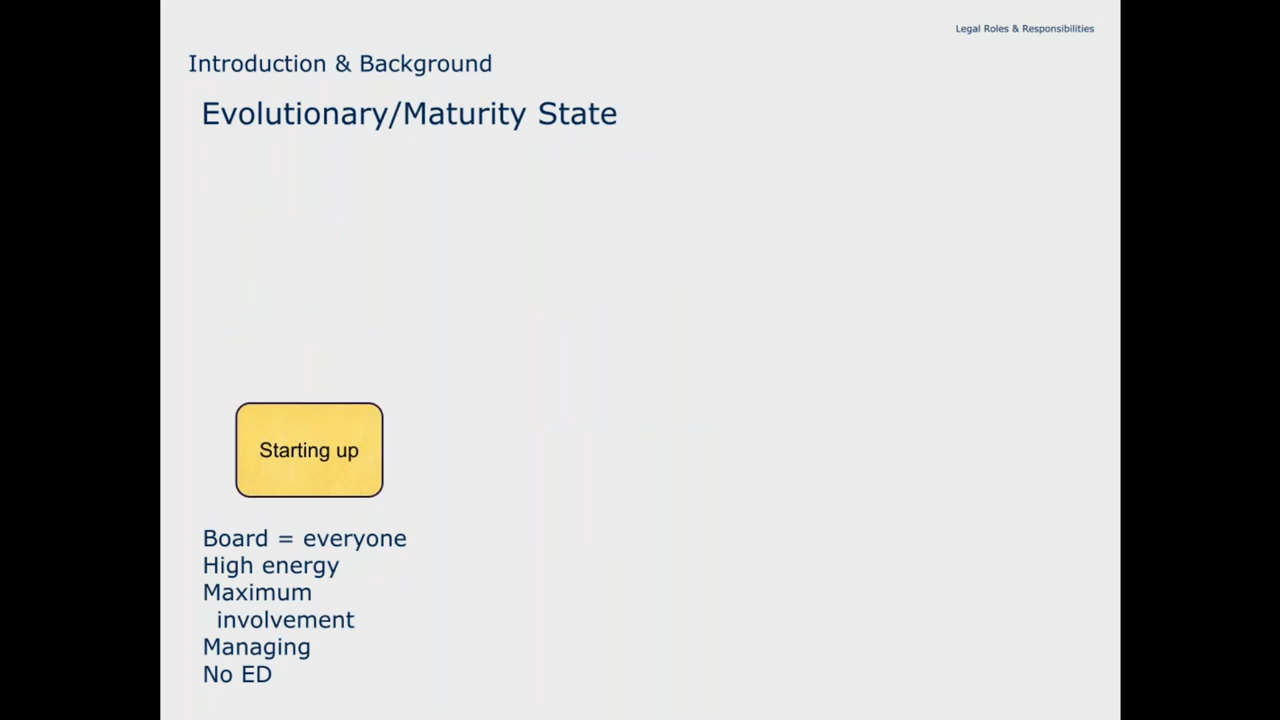 Legal Roles & Responsibilities
Introduction & Background
Evolutionary/Maturity State
Starting up
Board = everyone
High energy
Maximum
involvement
Managing
No ED